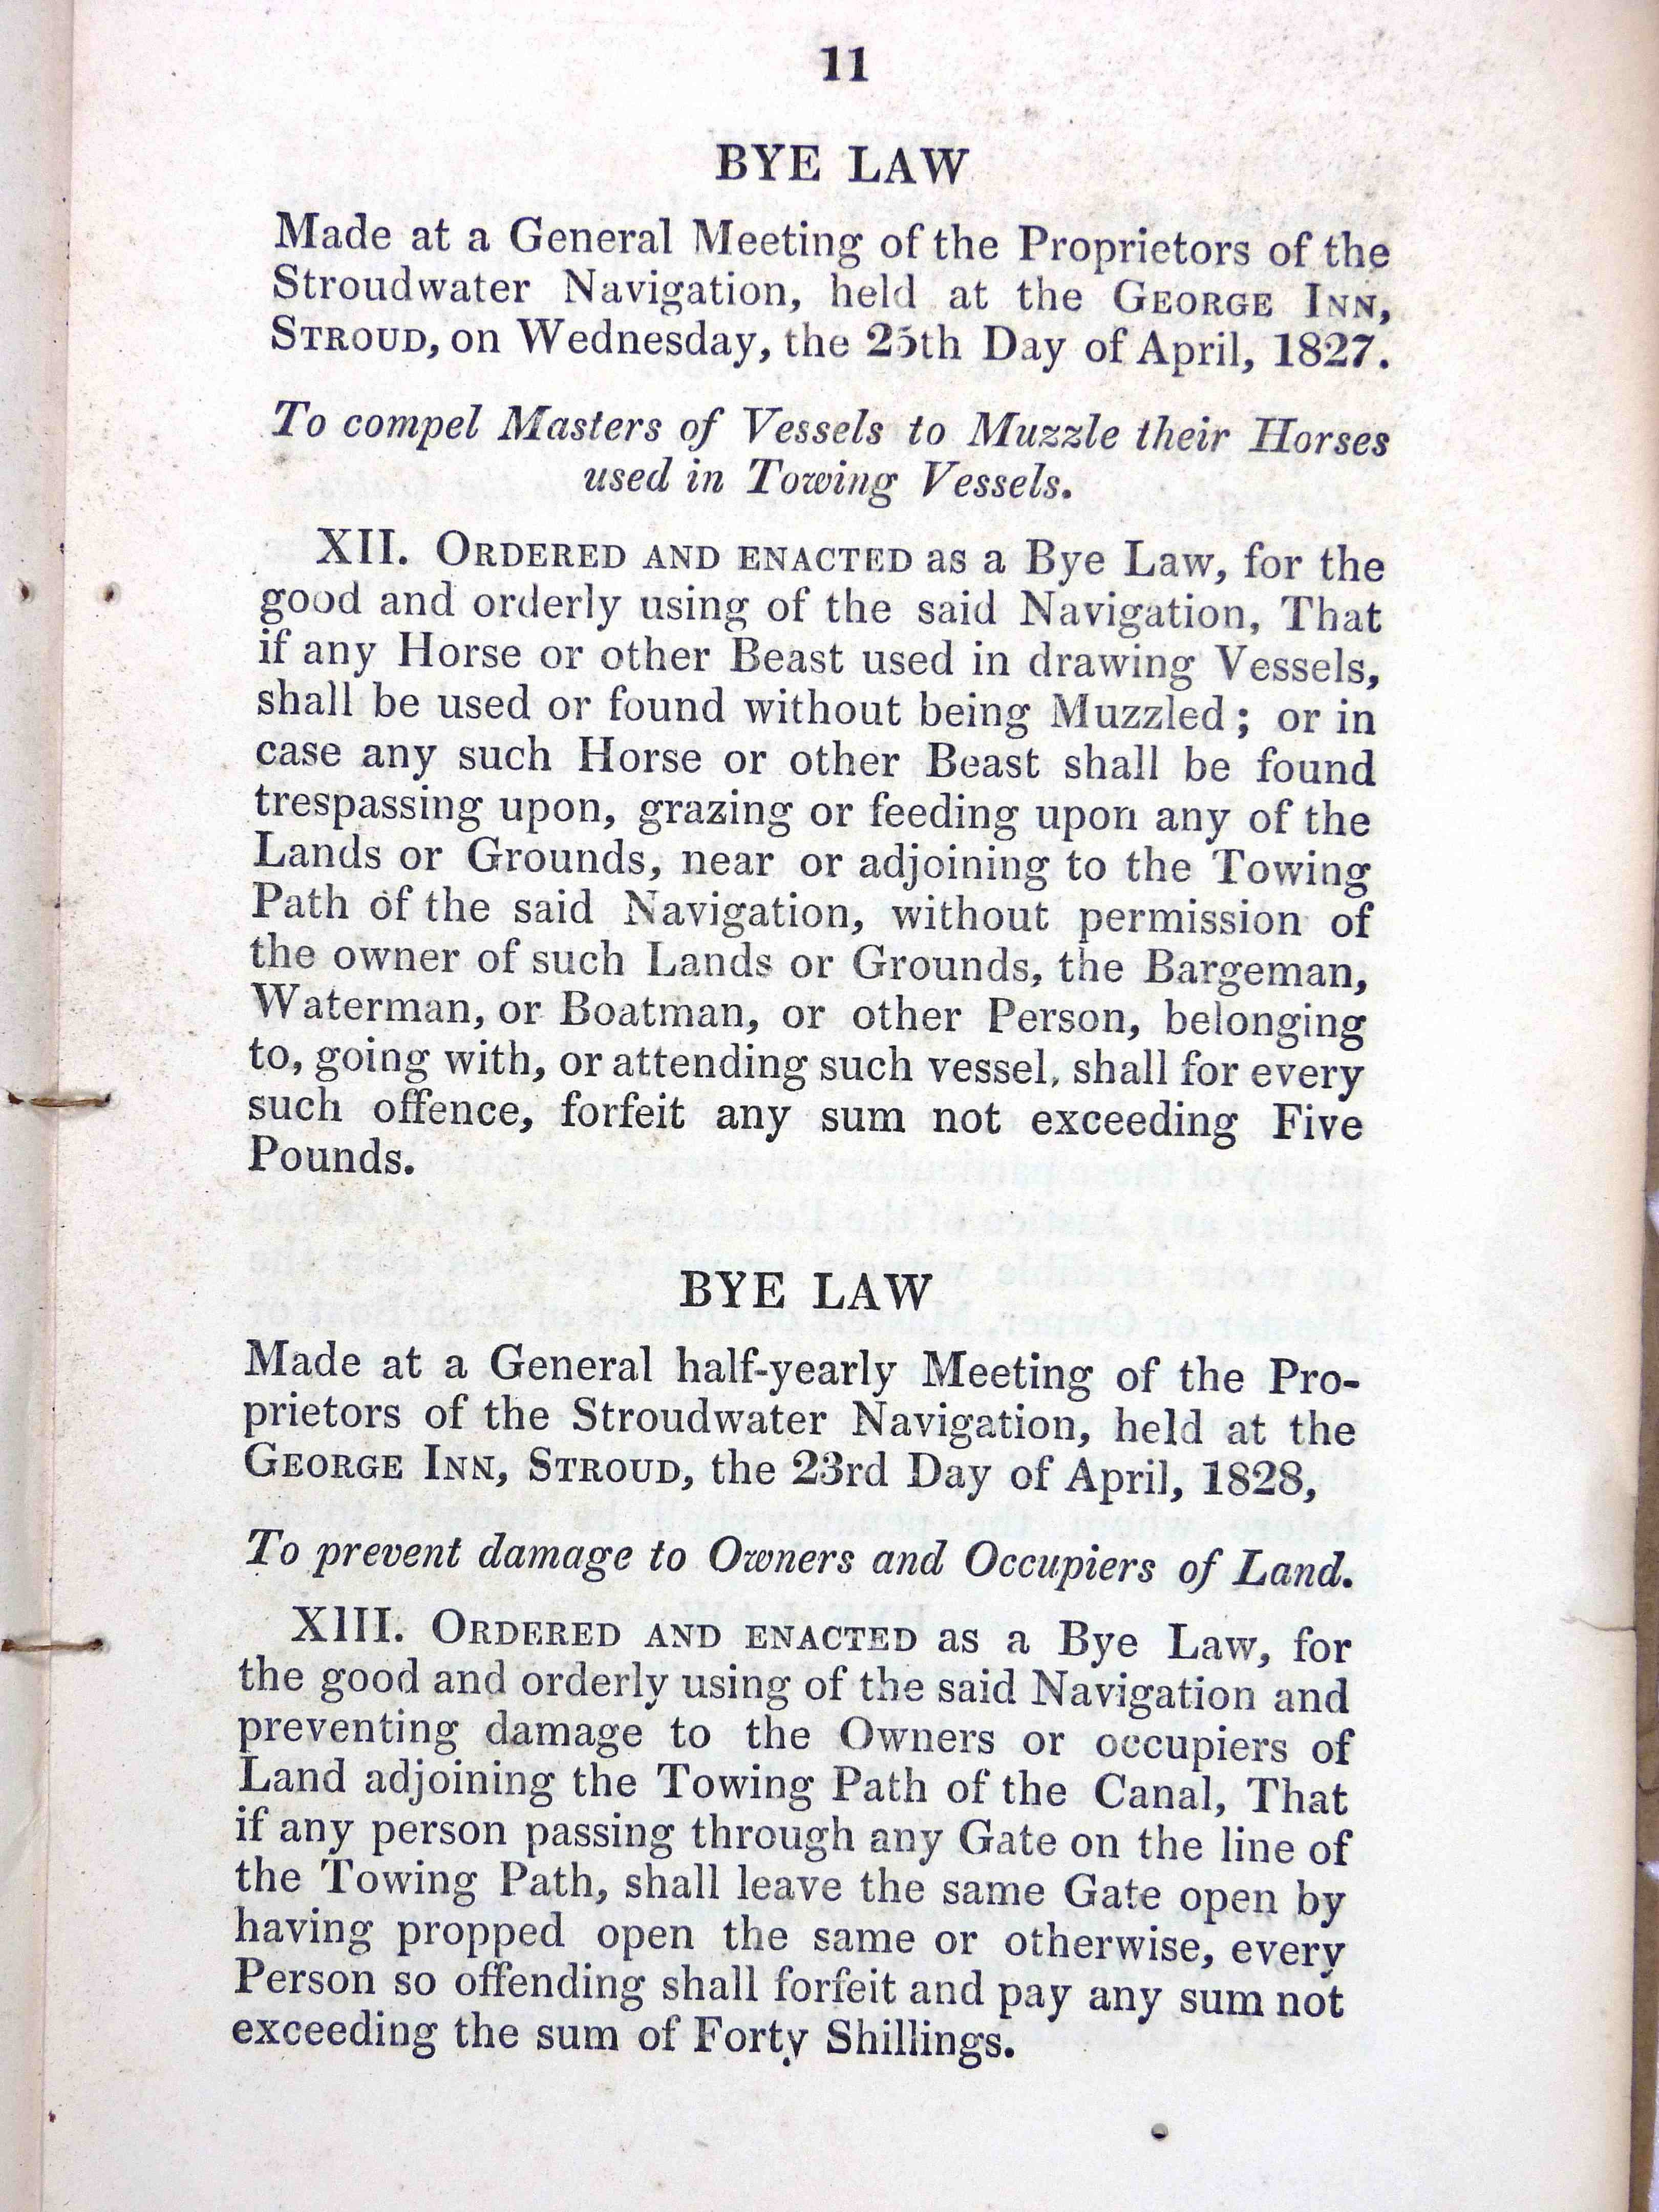 11
BYE LAW
Made at a General Meeting of the Proprietors of the
Stroudwater Navigation, held at the GEORGE INN,
STROUD, on Wednesday, the 25th Day of April, 1827.
To compel Masters of Vessels to Muzzle their Horses
used in Towing Vessels.
XII. ORDERED AND ENACTED as a Bye Law, for the
good and orderly using of the said Navigation, That
if any Horse or other Beast used in drawing Vessels,
shall be used or found without being Muzzled; or in
case any such Horse or other Beast shall be found
trespassing upon, grazing or feeding upon any of the
Lands or Grounds, near or adjoining to the Towing
Path of the said Navigation, without permission of
the owner of such Lands or Grounds, the Bargeman,
Waterman, or Boatman, or other Person, belonging
to, going with, or attending such vessel, shall for every
such offence, forfeit any sum not exceeding Five
Pounds.
BYE LAW
Made at a General half-yearly Meeting of the Pro-
prietors of the Stroudwater Navigation, held at the
GEORGE INN, STROUD, the 23rd Day of April, 1828,
To prevent damage to Owners and Occupiers of Land.
XIII. ORDERED AND ENACTED as a Bye Law, for
the good and orderly using of the said Navigation and
preventing damage to the Owners or occupiers of
Land adjoining the Towing Path of the Canal, That
if any person passing through any Gate on the line of
the Towing Path, shall leave the same Gate open by
having propped open the same or otherwise, every
Person so offending shall forfeit and pay any sum not
exceeding the sum of Forty Shillings.